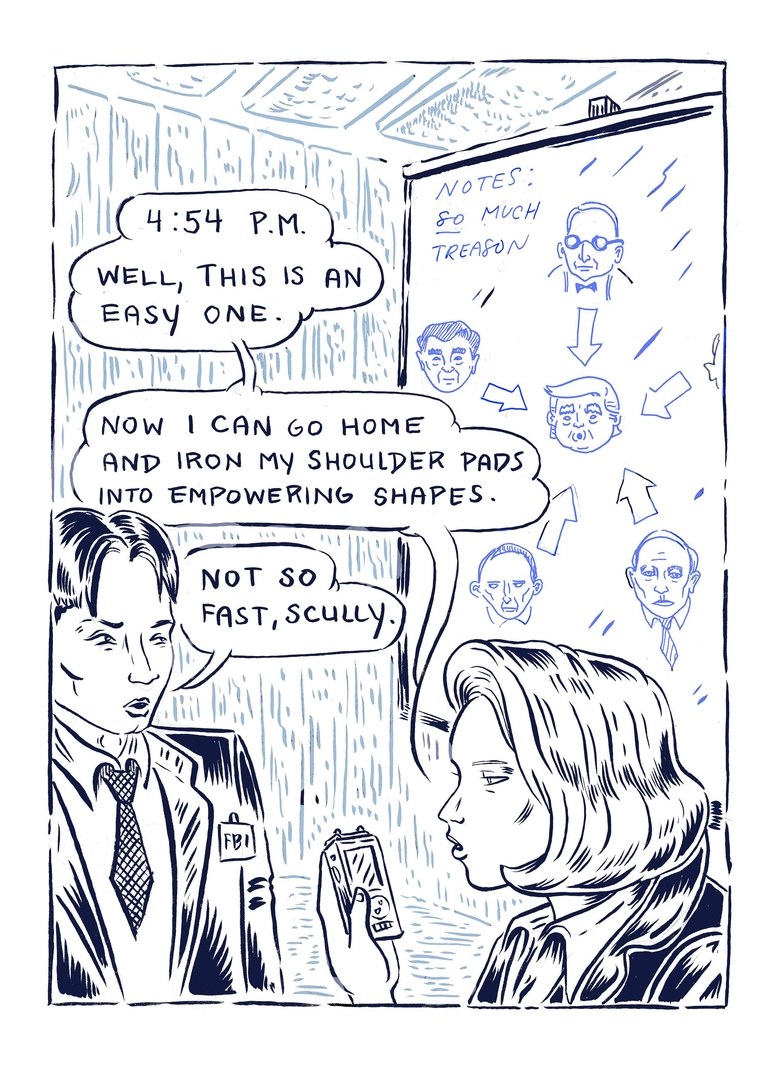 NOTES:
SO MUCH
TREASON
4:54 P.M.
WELL, THIS IS AN
EASY ONE.
NOW I CAN GO HOME
AND IRON MY SHOULDER PADS
INTO EMPOWERING SHAPES.
NOT SO
FAST, SCULLY.
FBI